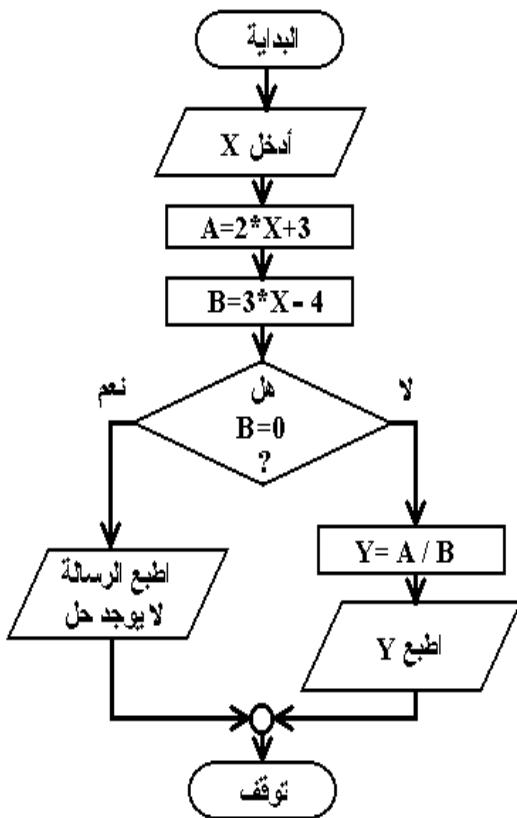 البداية
أدخل X
A=2*X+3
B=3*X- 4
نعم
هل
لا
B=0
?
Y= A / B
اطبع الرسالة
لا يوجد حل
اطبع Y
توقف